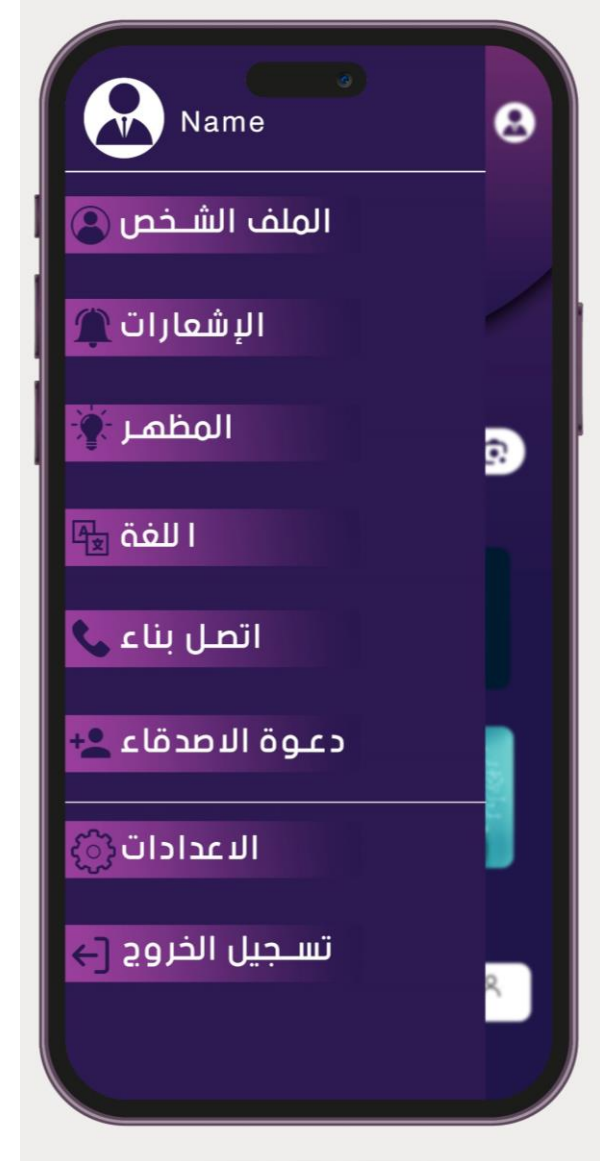 Name
الملف الشخص
الإشعارات
المظهر
اللغة
اتصل بناء
دعوة الاصدقاء
الاعدادات
تسجيل الخروج